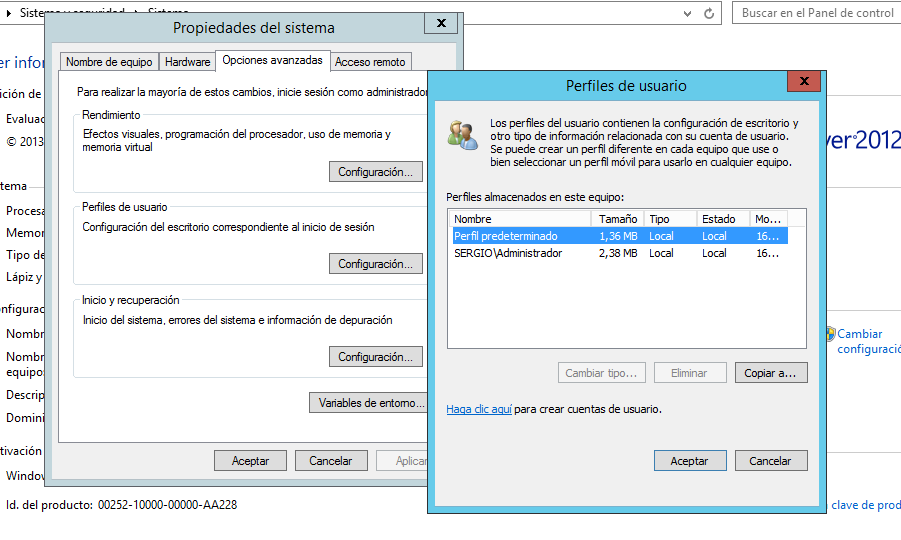 Sistema y seguridad
Sistema
Buscar en el Panel de control
Propiedades del sistema
x
Nombre de equipo
Hardware
Opciones avanzadas
Acceso remoto
Para realizar la mayoría de estos cambios, inicie sesión como administrador
Rendimiento
Efectos visuales, programación del procesador, uso de memoria y
memoria virtual
Configuración...
Perfiles de usuario
Configuración del escritorio correspondiente al inicio de sesión
Configuración...
Inicio y recuperación
Inicio del sistema, errores del sistema e información de depuración
Configuración...
Variables de entorno...
Aceptar
Cancelar
Aplicar
Perfiles de usuario
x
Los perfiles del usuario contienen la configuración de escritorio y
otro tipo de información relacionada con su cuenta de usuario.
Se puede crear un perfil diferente en cada equipo que use o
bien seleccionar un perfil móvil para usarlo en cualquier equipo.
Perfiles almacenados en este equipo:
Nombre Tamaño Tipo Estado Mo...
Perfil predeterminado 1,36 MB Local Local 16...
SERGIO\Administrador 2,38 MB Local Local 16...
Cambiar tipo...
Eliminar
Copiar a...
Haga clic aquí para crear cuentas de usuario.
Aceptar
Cancelar
er infor
ición de
Evaluac
© 2013
ver2012
tema
Procesa
Memor
Tipo de
Lápiz y
nfigurac
Nombr
Nombr
equipo:
Descrip
Domini
Cambiar
configuració
tivación
Window
Id. del producto: 00252-10000-00000-AA228
clave de prod